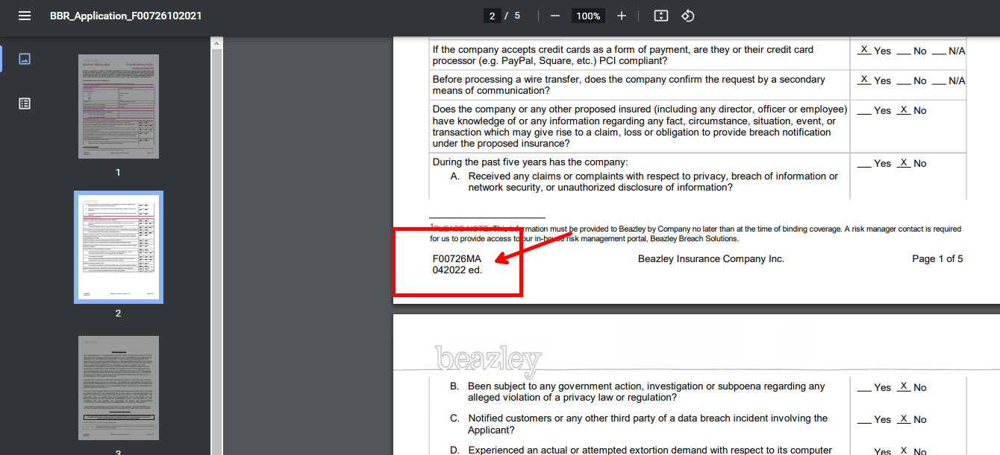 BBR_Application_F00726102021
2 / 5
100%
1
2
3
If the company accepts credit cards as a form of payment, are they or their credit card
processor (e.g. PayPal, Square, etc.) PCI compliant?
X Yes __ No __ N/A
Before processing a wire transfer, does the company confirm the request by a secondary
means of communication?
X Yes __ No __ N/A
Does the company or any other proposed insured (including any director, officer or employee)
have knowledge of or any information regarding any fact, circumstance, situation, event, or
transaction which may give rise to a claim, loss or obligation to provide breach notification
under the proposed insurance?
__ Yes X No
During the past five years has the company:
__ Yes X No
A. Received any claims or complaints with respect to privacy, breach of information or
network security, or unauthorized disclosure of information?
1PLEASE NOTE: This information must be provided to Beazley by Company no later than at the time of binding coverage. A risk manager contact is required
for us to provide access to our in-house risk management portal, Beazley Breach Solutions.
F00726MA
042022 ed.
Beazley Insurance Company Inc.
Page 1 of 5
beazley
B. Been subject to any government action, investigation or subpoena regarding any
alleged violation of a privacy law or regulation?
__ Yes X No
C. Notified customers or any other third party of a data breach incident involving the
Applicant?
__ Yes X No
D. Experienced an actual or attempted extortion demand with respect to its computer
Yes X No